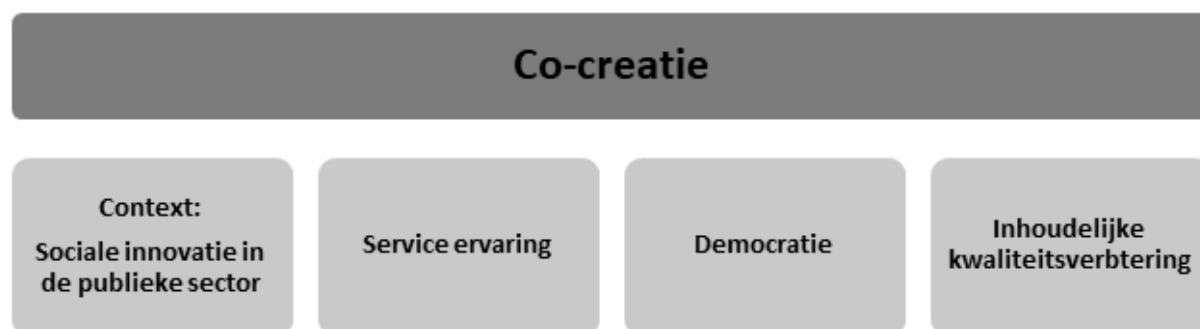 Co-creatie
Context:
Sociale innovatie in
de publieke sector
Service ervaring
Democratie
Inhoudelijke
kwaliteitsverbtering